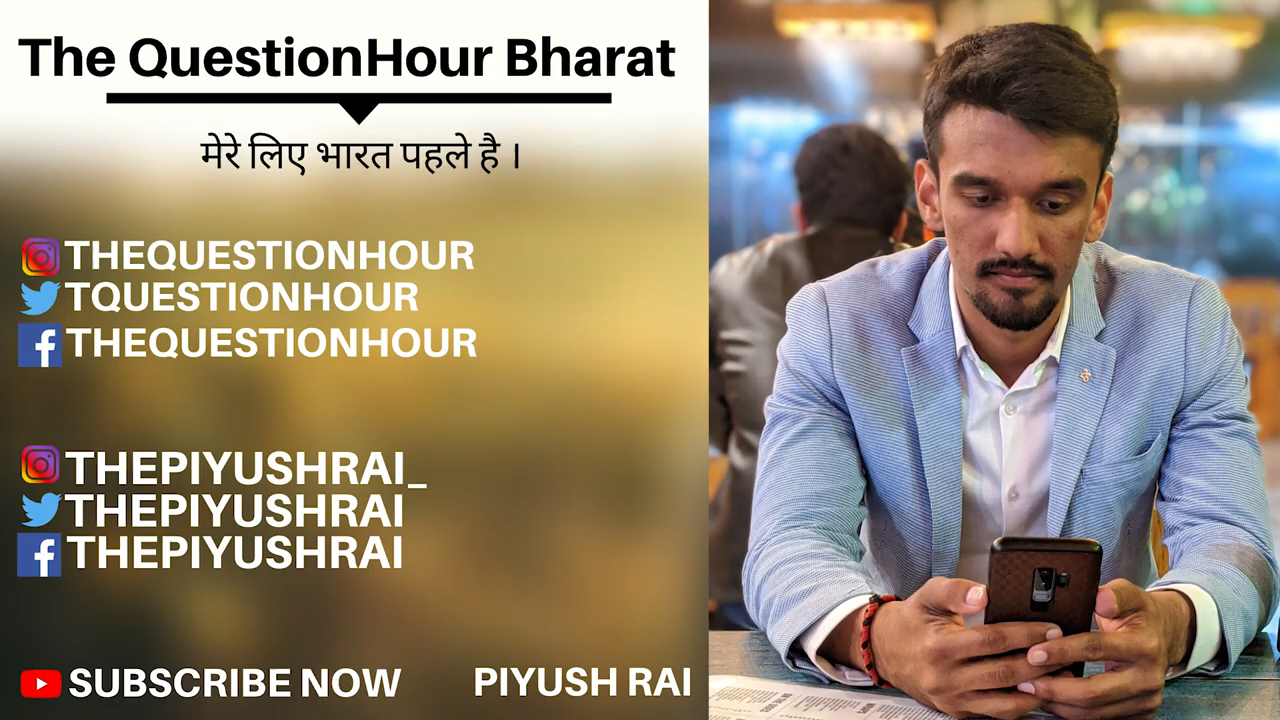 The QuestionHour Bharat
मेरे लिए भारत पहले है ।
THEQUESTIONHOUR
TQUESTIONHOUR
THEQUESTIONHOUR
THEPIYUSHRAI_
THEPIYUSHRAI
THEPIYUSHRAI
SUBSCRIBE NOW
PIYUSH RAI